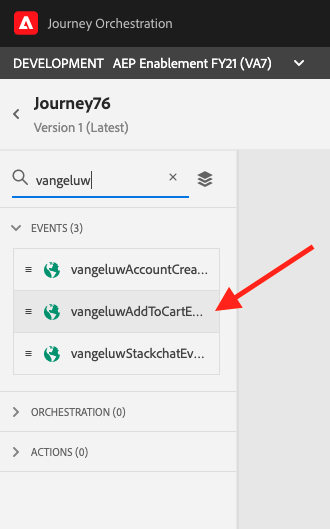 Journey Orchestration
DEVELOPMENT AEP Enablement FY21 (VA7)
Journey76
Version 1 (Latest)
vangeluw
EVENTS (3)
vangeluwAccountCrea...
vangeluwAddToCartE...
vangeluwStackchatEv...
ORCHESTRATION (0)
ACTIONS (0)